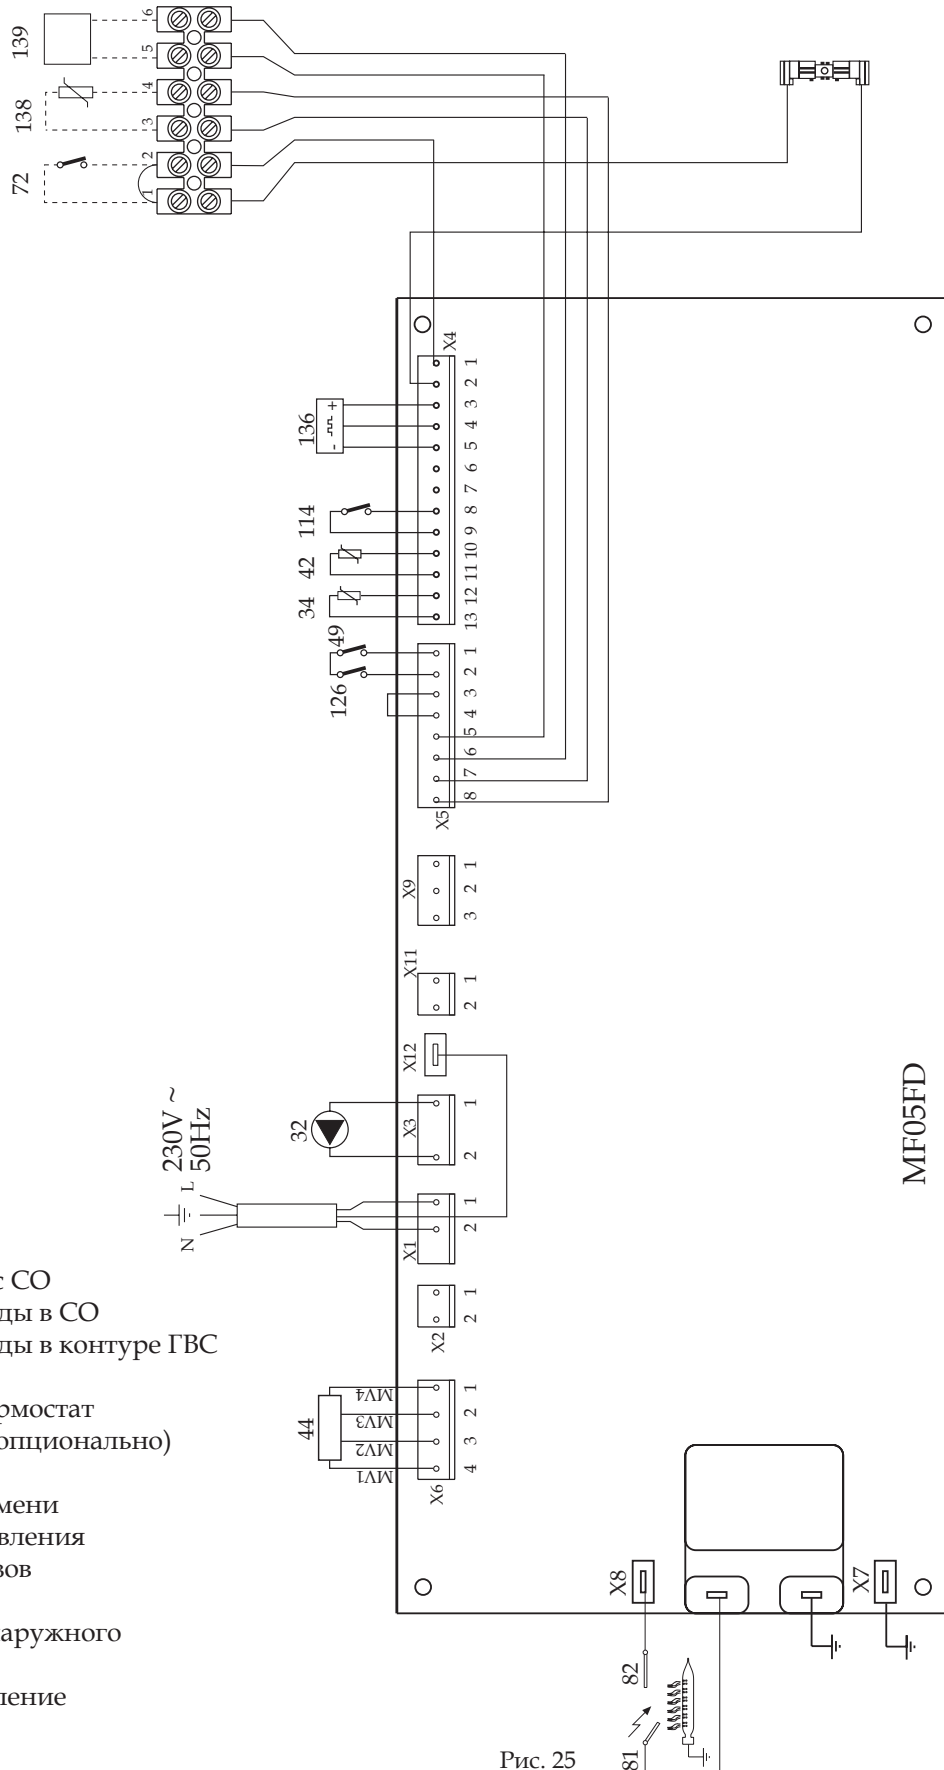 139
6
5
138
4
3
72
2
1
X4
1
2
3
4
5
6
7
8
9
10
11
12
13
136
- +
114
42
34
49
126
1
2
3
4
5
6
7
8
X5
X9
1
2
3
X11
1
2
X12
32
X3
1
2
230V ~
50Hz
L
N
X1
1
2
X2
1
2
44
MV4
MV3
MV2
MV1
1
2
3
4
X6
MF05FD
с СО
ды в СО
ды в контуре ГВС
рмостат
опционально)
мени
вления
зов
аружного
ление
X8
X7
82
81
Рис. 25